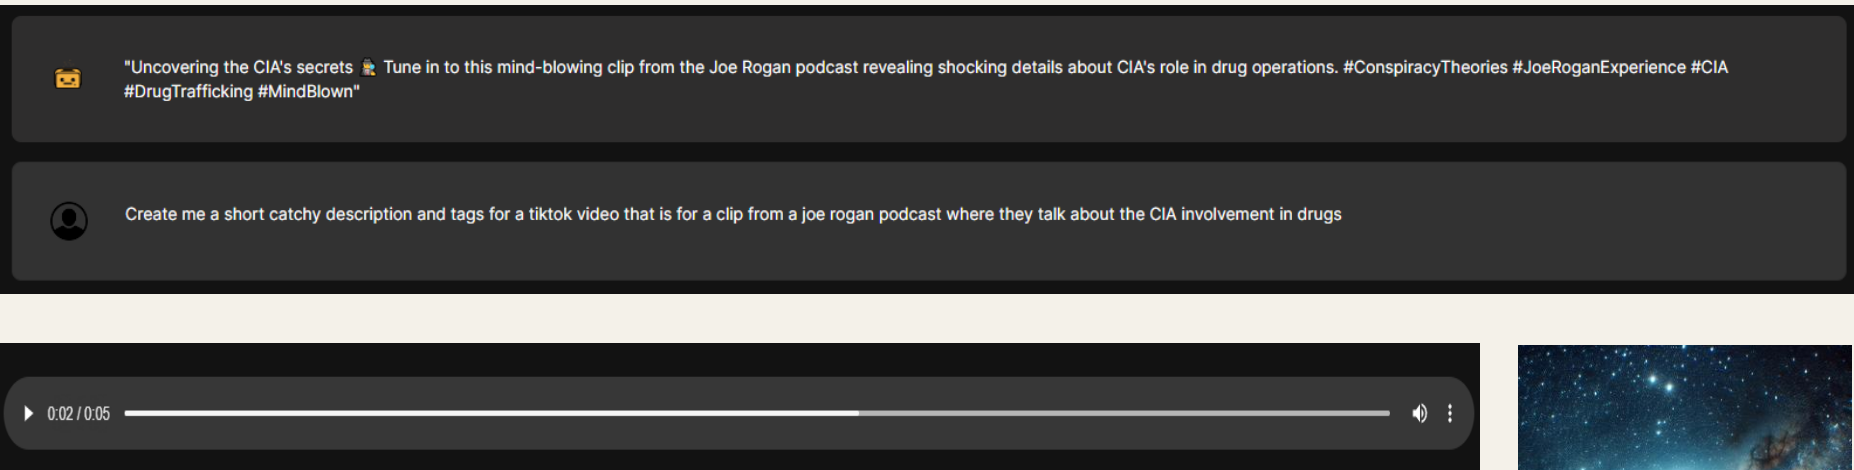 "Uncovering the CIA's secrets 🕵️ Tune in to this mind-blowing clip from the Joe Rogan podcast revealing shocking details about CIA's role in drug operations. #ConspiracyTheories #JoeRoganExperience #CIA
#DrugTrafficking #MindBlown"
Create me a short catchy description and tags for a tiktok video that is for a clip from a joe rogan podcast where they talk about the CIA involvement in drugs
0:02 / 0:05